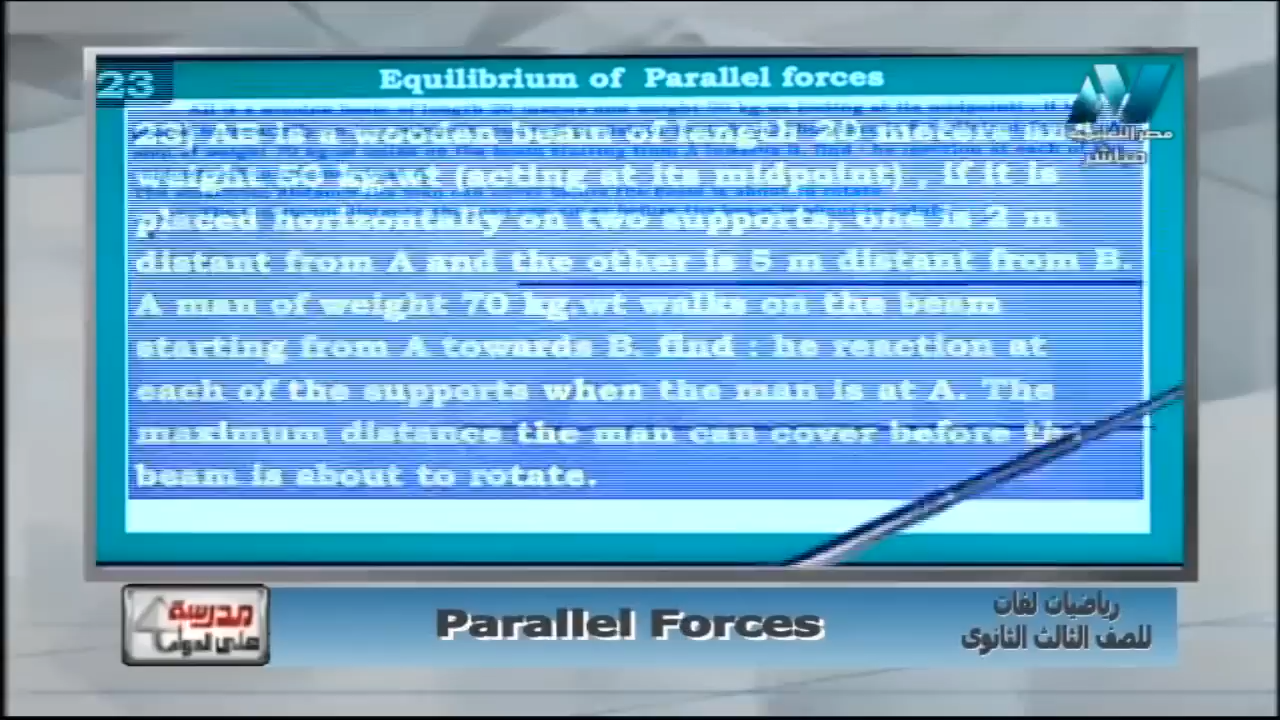 23
Equilibrium of Parallel forces
23) AB is a wooden beam of length 20 meters
weight 50 kg.wt (acting at its midpoint) , if it is
placed horizontally on two supports, one is 2 m
distant from A and the other is 5 m distant from B.
A man of weight 70 kg.wt walks on the beam
starting from A towards B. find : he reaction at
each of the supports when the man is at A. The
maximum distance the man can cover before
beam is about to rotate.
مدرسة
على الهواء
Parallel Forces
رياضيات لغات
للصف الثالث الثانوى